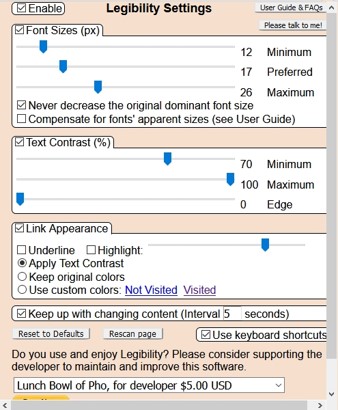 Enable
Legibility Settings
User Guide & FAQs
Please talk to me!
Font Sizes (px)
12 Minimum
17 Preferred
26 Maximum
Never decrease the original dominant font size
Compensate for fonts' apparent sizes (see User Guide)
Text Contrast (%)
70 Minimum
100 Maximum
0 Edge
Link Appearance
Underline Highlight:
Apply Text Contrast
Keep original colors
Use custom colors: Not Visited Visited
Keep up with changing content (Interval 5 seconds)
Reset to Defaults Rescan page Use keyboard shortcuts
Do you use and enjoy Legibility? Please consider supporting the
developer to maintain and improve this software.
Lunch Bowl of Pho, for developer $5.00 USD